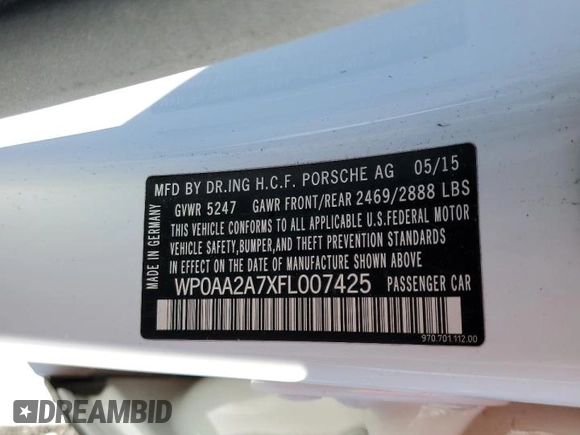 MFD BY DR.ING H.C.F. PORSCHE AG 05/15
GVWR 5247 GAWR FRONT/REAR 2469/2888 LBS
THIS VEHICLE CONFORMS TO ALL APPLICABLE U.S.FEDERAL MOTOR
VEHICLE SAFETY,BUMPER,AND THEFT PREVENTION STANDARDS
IN EFFECT ON THE DATE OF MANUFACTURE SHOWN ABOVE
WP0AA2A7XFL007425 PASSENGER CAR
MADE IN GERMANY
970.701.112.00
DREAMBID